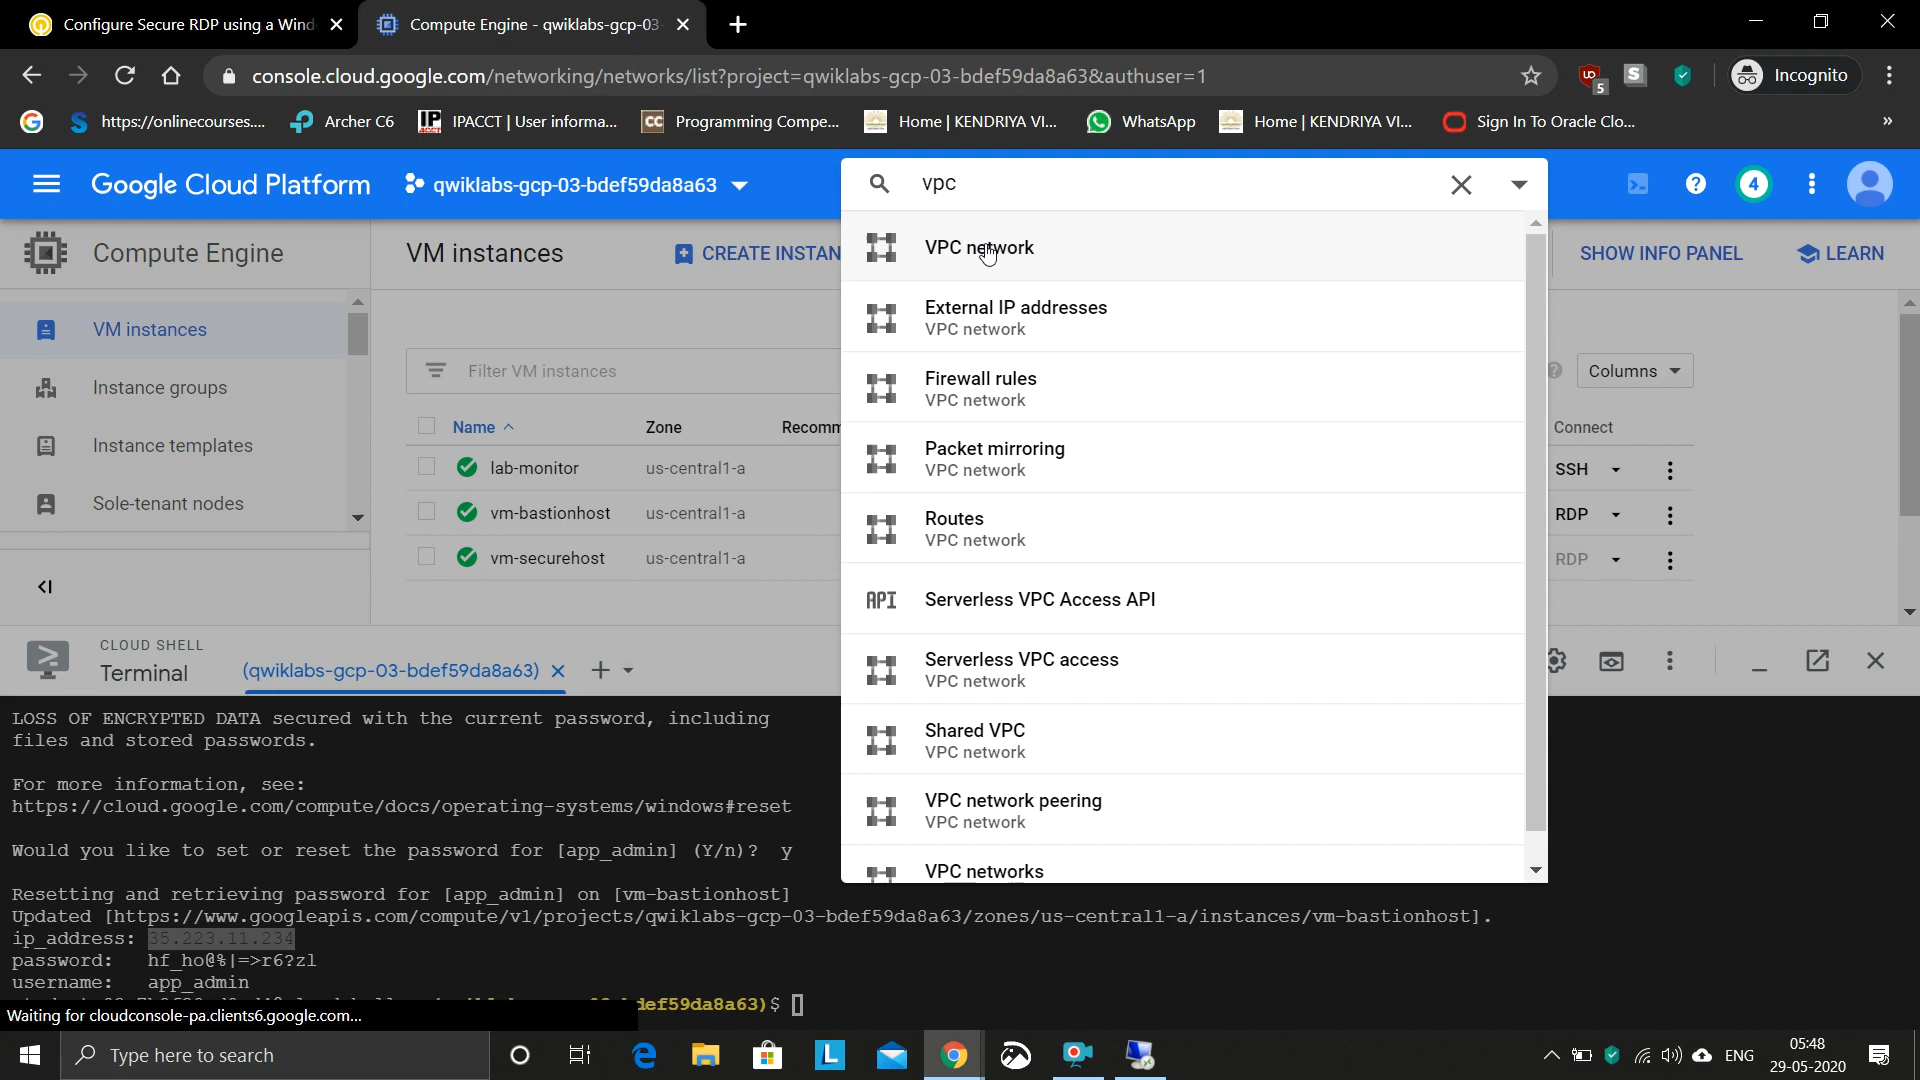 Configure Secure RDP using a Wind
Compute Engine - qwiklabs-gcp-03-
console.cloud.google.com/networking/networks/list?project=qwiklabs-gcp-03-bdef59da8a63&authuser=1
5
Incognito
https://onlinecourses....
Archer C6
IPACCT | User informa...
Programming Compe...
Home | KENDRIYA VI...
WhatsApp
Home | KENDRIYA VI...
Sign In To Oracle Clo...
»
Google Cloud Platform
qwiklabs-gcp-03-bdef59da8a63
vpc
4
Compute Engine
VM instances
CREATE INSTAN
SHOW INFO PANEL
LEARN
VM instances
Instance groups
Instance templates
Sole-tenant nodes
Filter VM instances
Columns
Name
Zone
Recomm
Connect
lab-monitor
us-central1-a
SSH
vm-bastionhost
us-central1-a
RDP
vm-securehost
us-central1-a
RDP
VPC network
External IP addresses
VPC network
Firewall rules
VPC network
Packet mirroring
VPC network
Routes
VPC network
API
Serverless VPC Access API
Serverless VPC access
VPC network
Shared VPC
VPC network
VPC network peering
VPC network
VPC networks
CLOUD SHELL
Terminal
(qwiklabs-gcp-03-bdef59da8a63)
LOSS OF ENCRYPTED DATA secured with the current password, including
files and stored passwords.
For more information, see:
https://cloud.google.com/compute/docs/operating-systems/windows#reset
Would you like to set or reset the password for [app_admin] (Y/n)?  y
Resetting and retrieving password for [app_admin] on [vm-bastionhost]
Updated [https://www.googleapis.com/compute/v1/projects/qwiklabs-gcp-03-bdef59da8a63/zones/us-central1-a/instances/vm-bastionhost].
ip_address: 35.223.11.234
password:   hf_ho@%|=>r6?zl
username:   app_admin
def59da8a63)$
Waiting for cloudconsole-pa.clients6.google.com...
Type here to search
ENG
05:48
29-05-2020